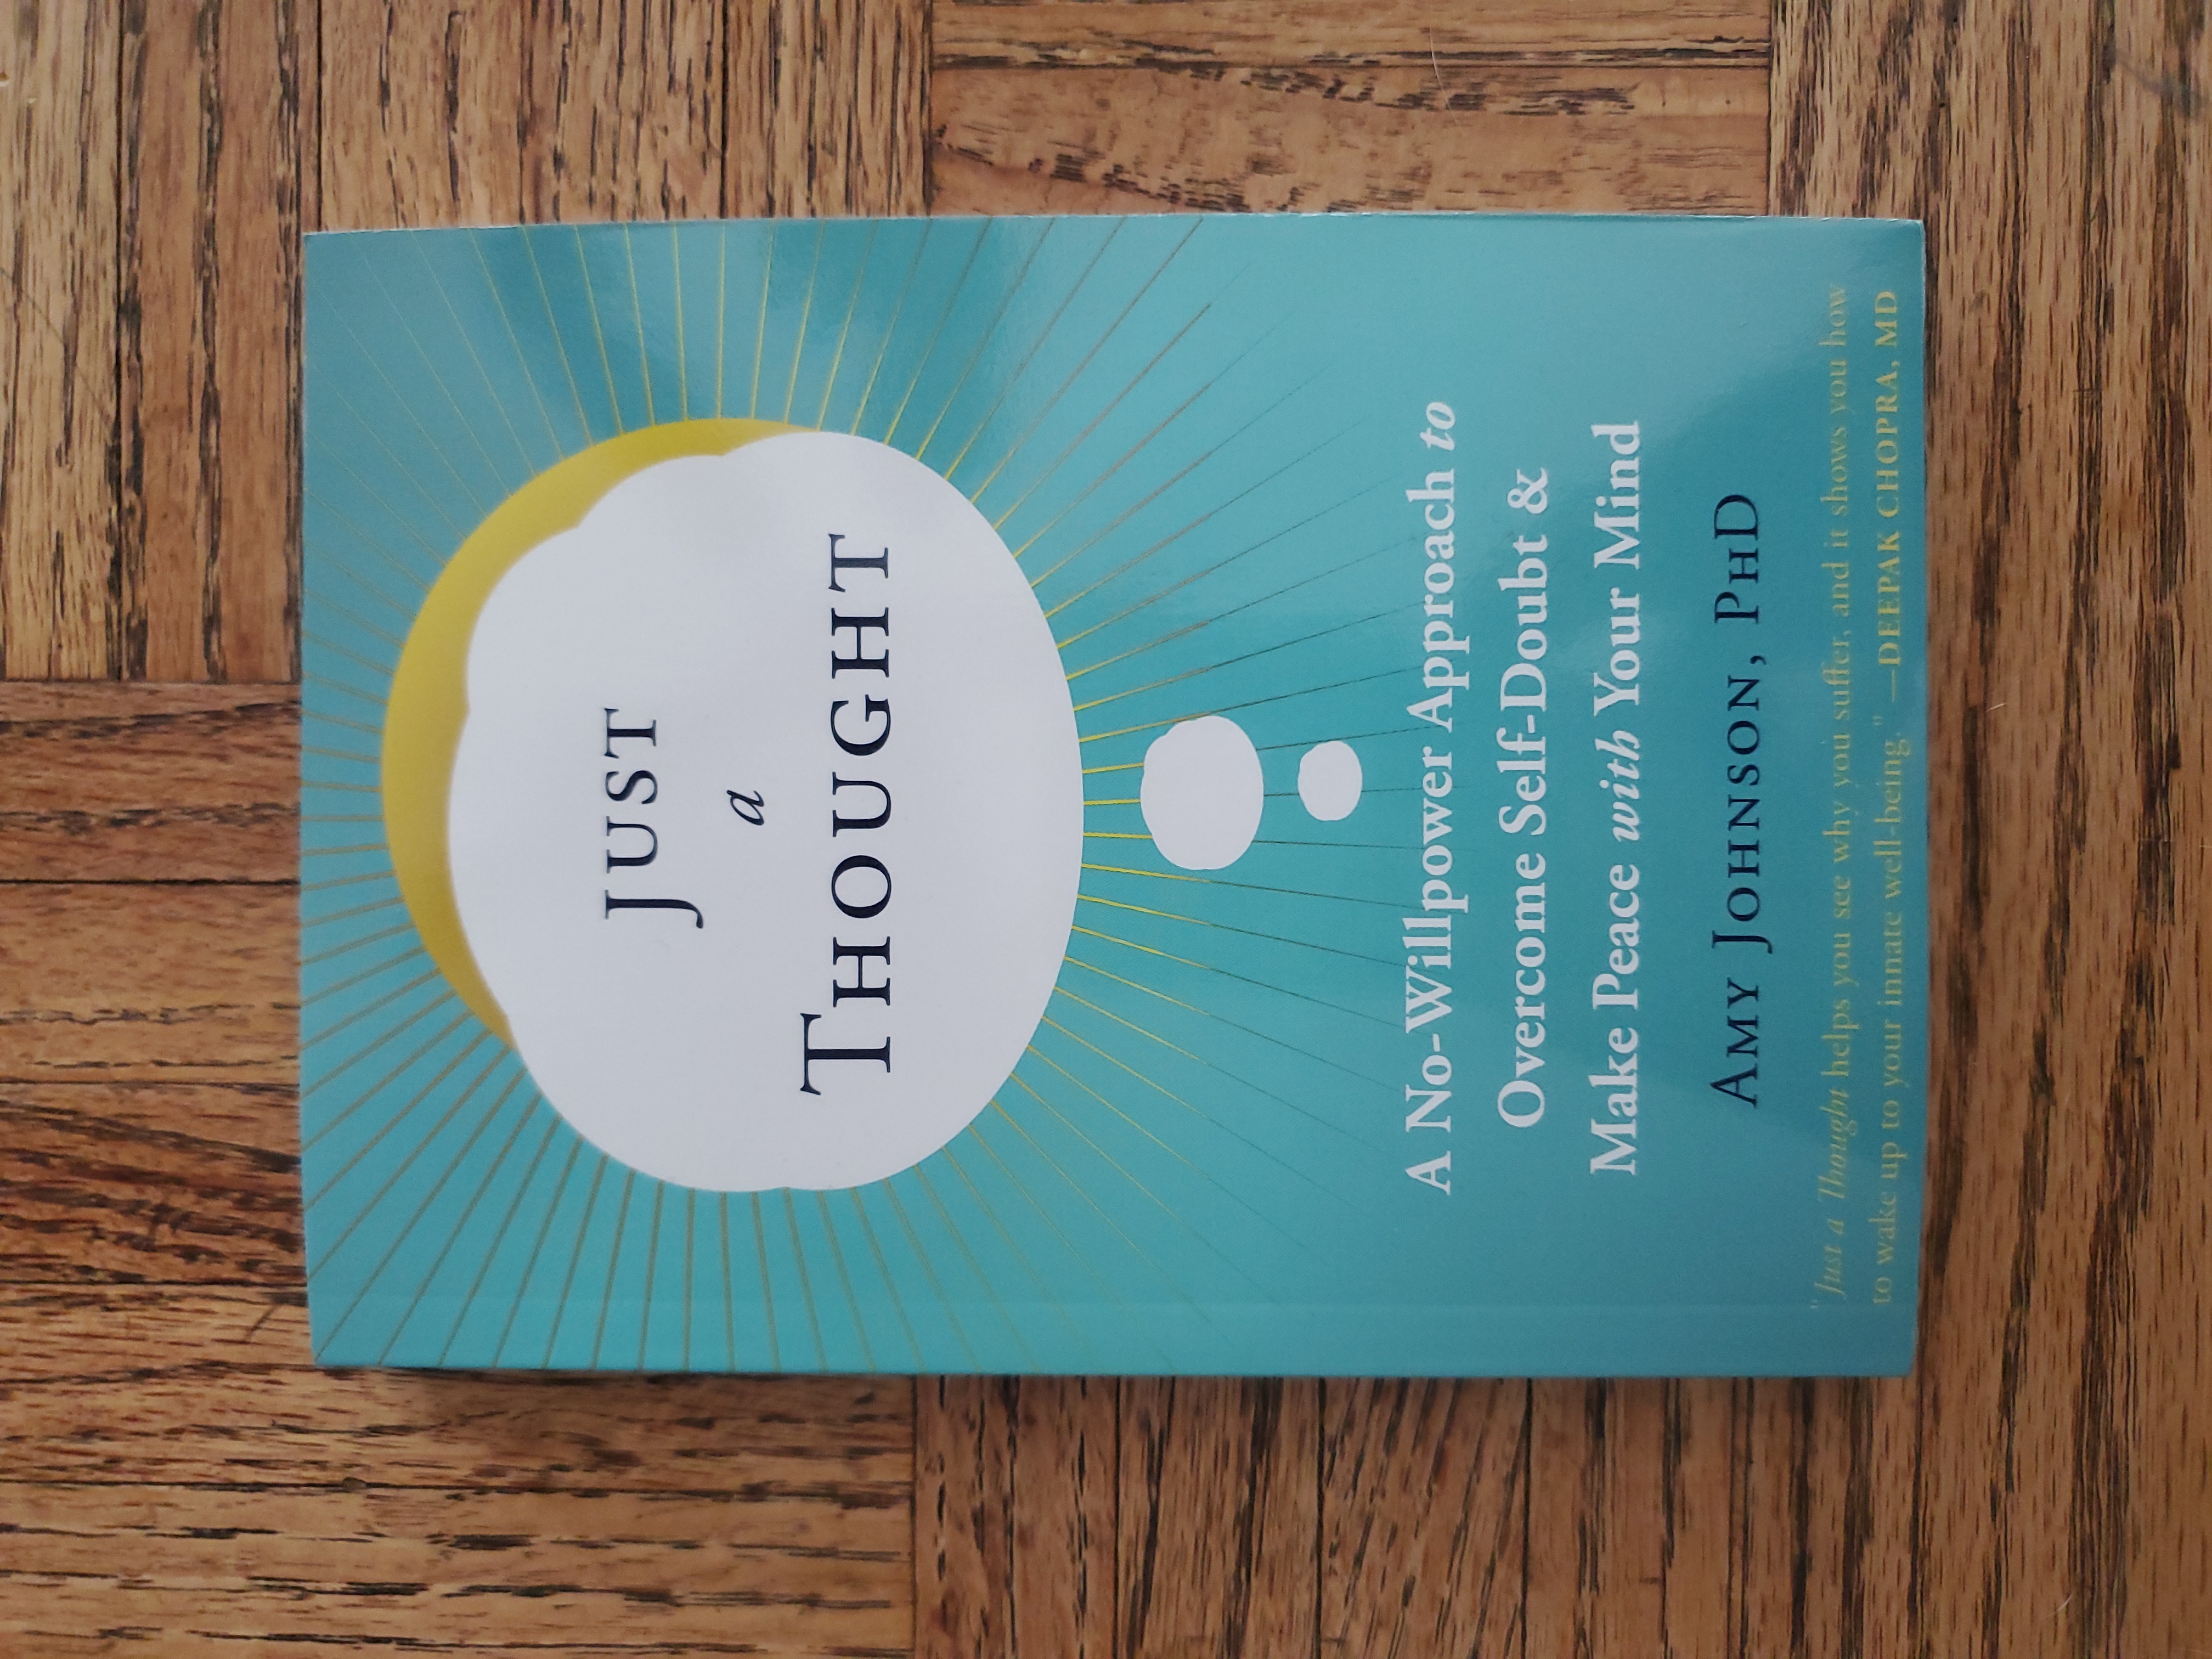 JUST
a
THOUGHT
A No-Willpower Approach to
Overcome Self-Doubt &
Make Peace with Your Mind
AMY JOHNSON, PHD
"Just a Thought helps you see why you suffer, and it shows you how
to wake up to your innate well-being." —DEEPAK CHOPRA, MD